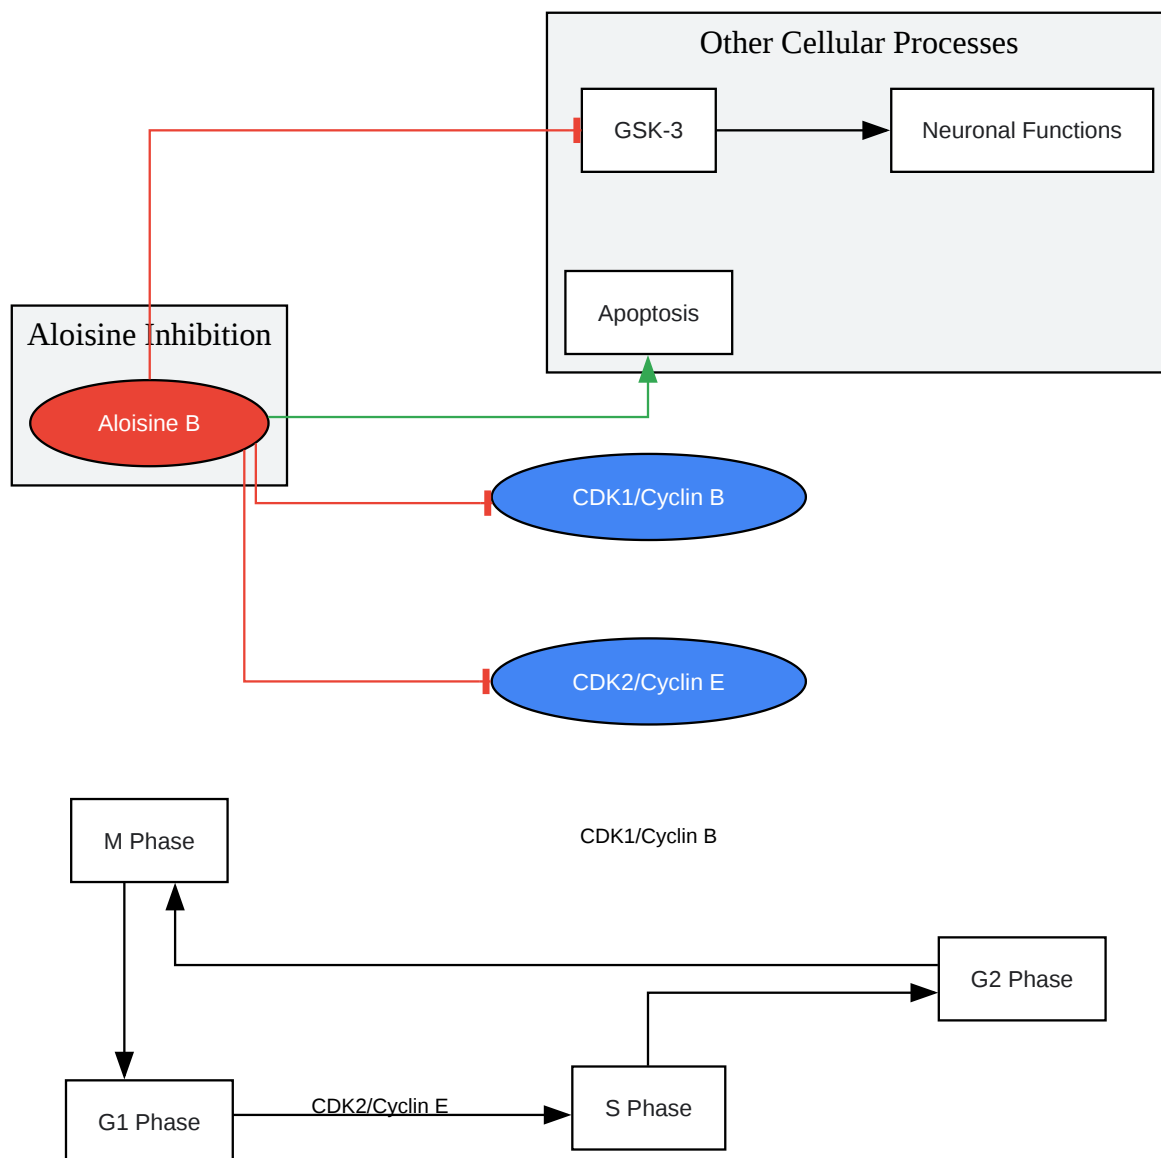 Other Cellular Processes
GSK-3
Neuronal Functions
Apoptosis
Aloisine Inhibition
Aloisine B
CDK1/Cyclin B
CDK2/Cyclin E
M Phase
CDK1/Cyclin B
G2 Phase
G1 Phase
CDK2/Cyclin E
S Phase